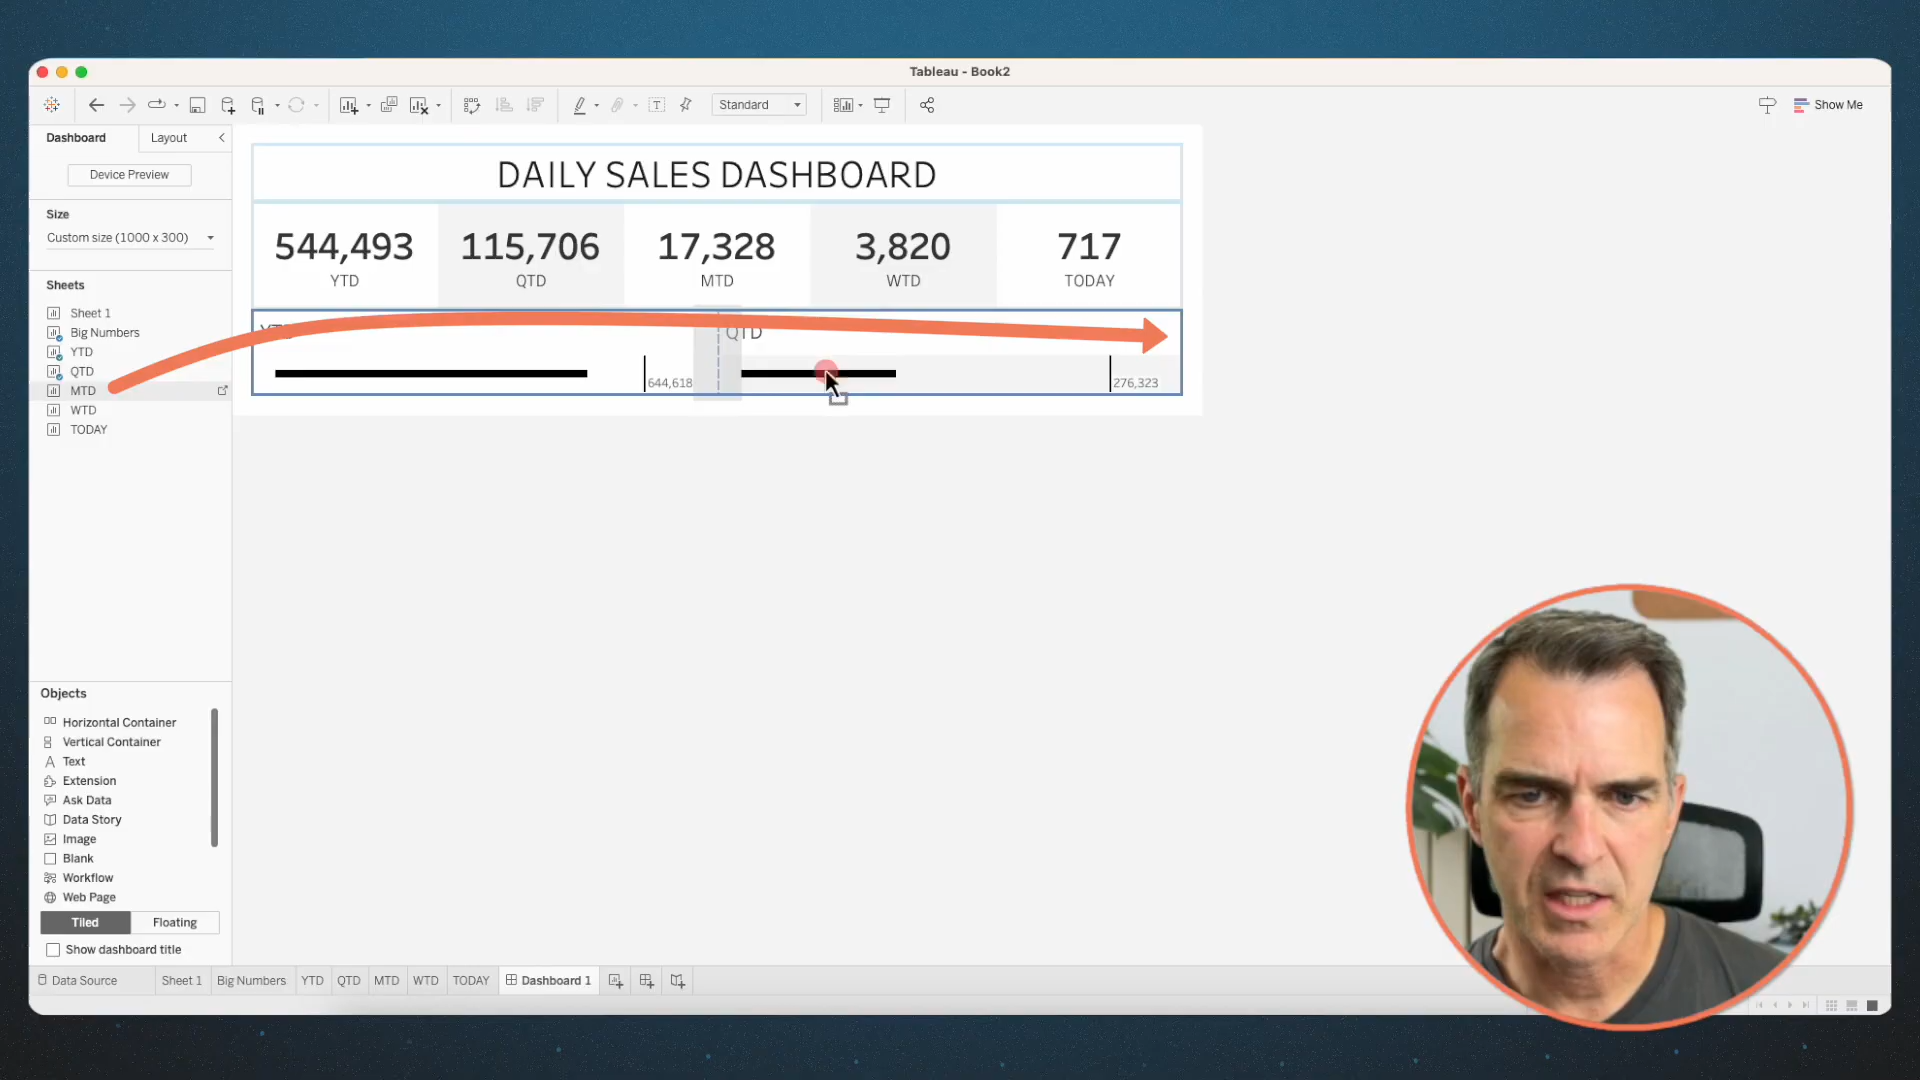 Tableau - Book2
Standard
Show Me
Dashboard
Layout
Device Preview
Size
Custom size (1000 x 300)
Sheets
Sheet 1
Big Numbers
YTD
QTD
MTD
WTD
TODAY
DAILY SALES DASHBOARD
544,493
YTD
115,706
QTD
17,328
MTD
3,820
WTD
717
TODAY
QTD
644,618
276,323
Objects
Horizontal Container
Vertical Container
Text
Extension
Ask Data
Data Story
Image
Blank
Workflow
Web Page
Tiled
Floating
Show dashboard title
Data Source
Sheet 1
Big Numbers
YTD
QTD
MTD
WTD
TODAY
Dashboard 1